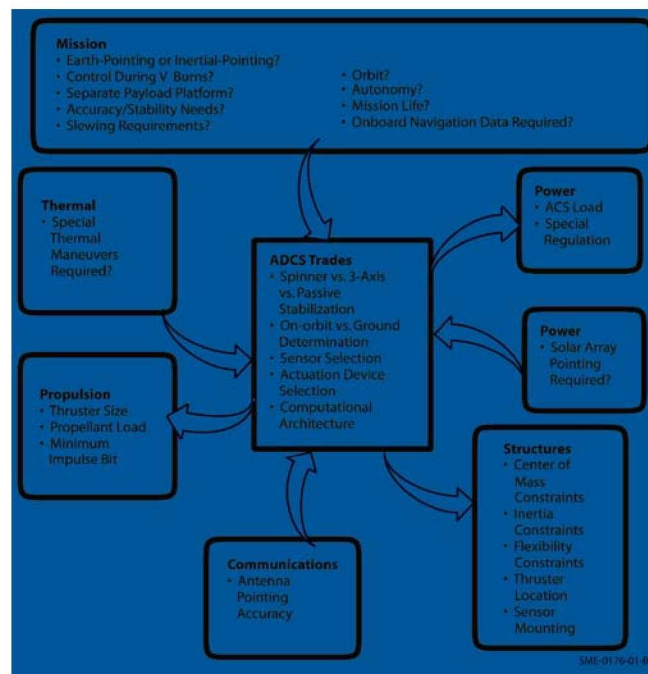 Mission
• Earth-Pointing or Inertial-Pointing?
• Control During V Burns?
• Separate Payload Platform?
• Accuracy/Stability Needs?
• Slewing Requirements?
• Orbit?
• Autonomy?
• Mission Life?
• Onboard Navigation Data Required?
Thermal
• Special
Thermal
Maneuvers
Required?
ADCS Trades
• Spinner vs. 3-Axis
vs. Passive
Stabilization
• On-orbit vs. Ground
Determination
• Sensor Selection
• Actuation Device
Selection
• Computational
Architecture
Power
• ACS Load
• Special
Regulation
Power
• Solar Array
Pointing
Required?
Propulsion
• Thruster Size
• Propellant Load
• Minimum
Impulse Bit
Structures
• Center of
Mass
Constraints
• Inertia
Constraints
• Flexibility
Constraints
• Thruster
Location
• Sensor
Mounting
Communications
• Antenna
Pointing
Accuracy